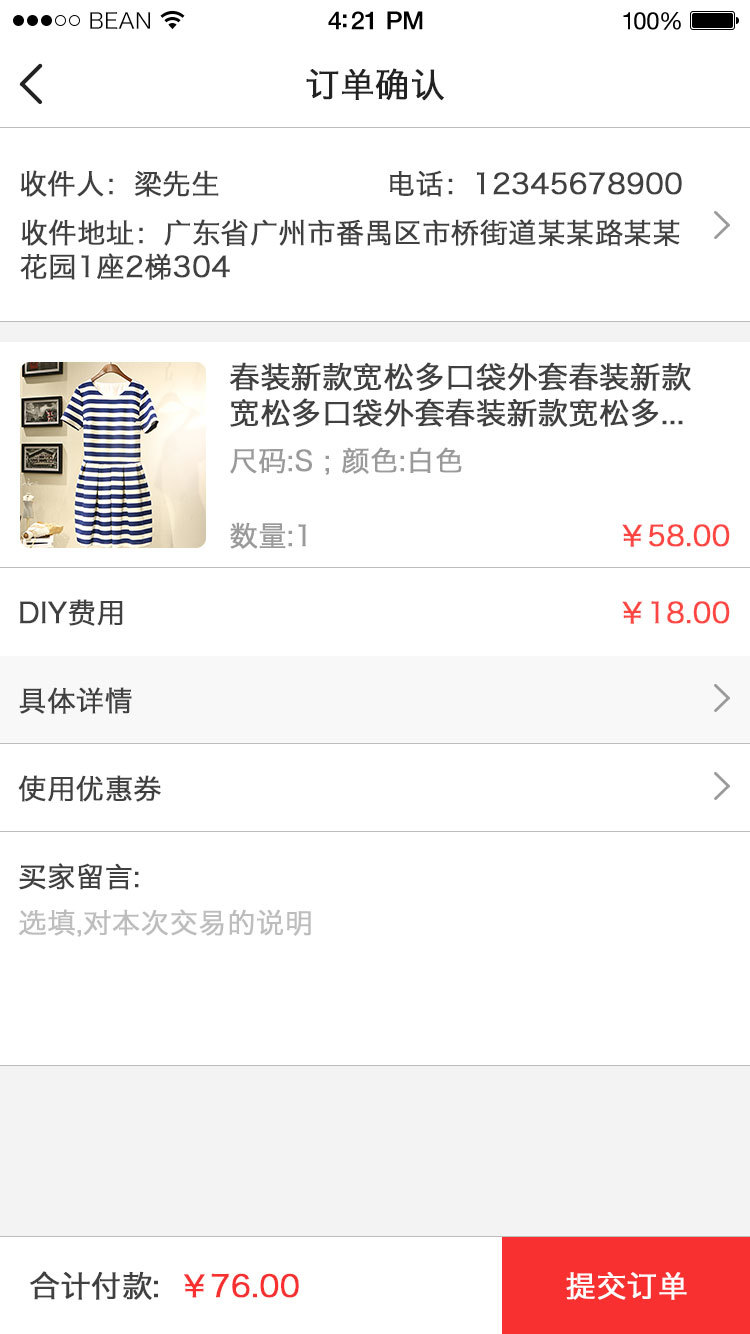 BEAN 4:21 PM 100%
订单确认
收件人：梁先生 电话：12345678900
收件地址：广东省广州市番禺区市桥街道某某路某某
花园1座2梯304
春装新款宽松多口袋外套春装新款
宽松多口袋外套春装新款宽松多...
尺码:S；颜色:白色
数量:1 ￥58.00
DIY费用 ￥18.00
具体详情
使用优惠券
买家留言:
选填,对本次交易的说明
合计付款: ￥76.00 提交订单